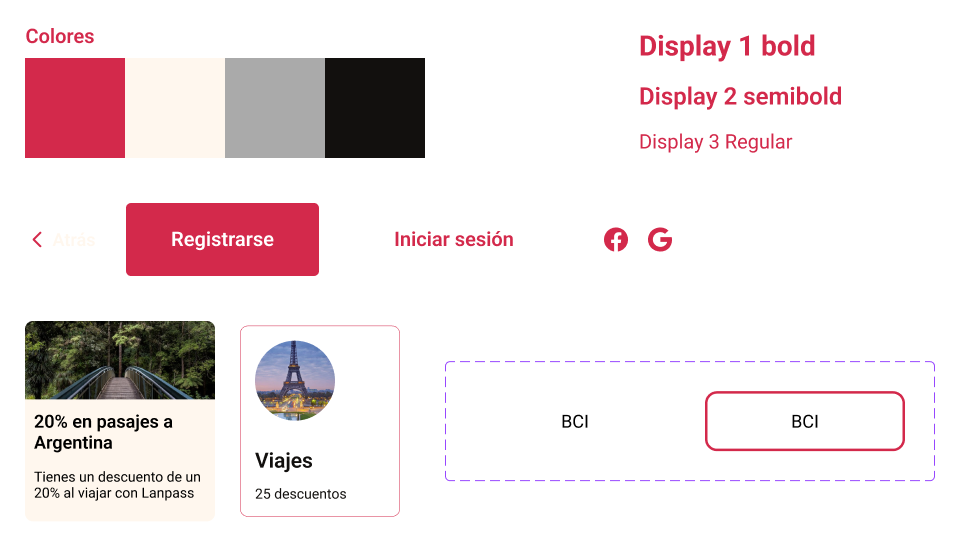 Colores
Display 1 bold
Display 2 semibold
Display 3 Regular
Atrás
Registrarse
Iniciar sesión
20% en pasajes a
Argentina
Tienes un descuento de un
20% al viajar con Lanpass
Viajes
25 descuentos
BCI
BCI